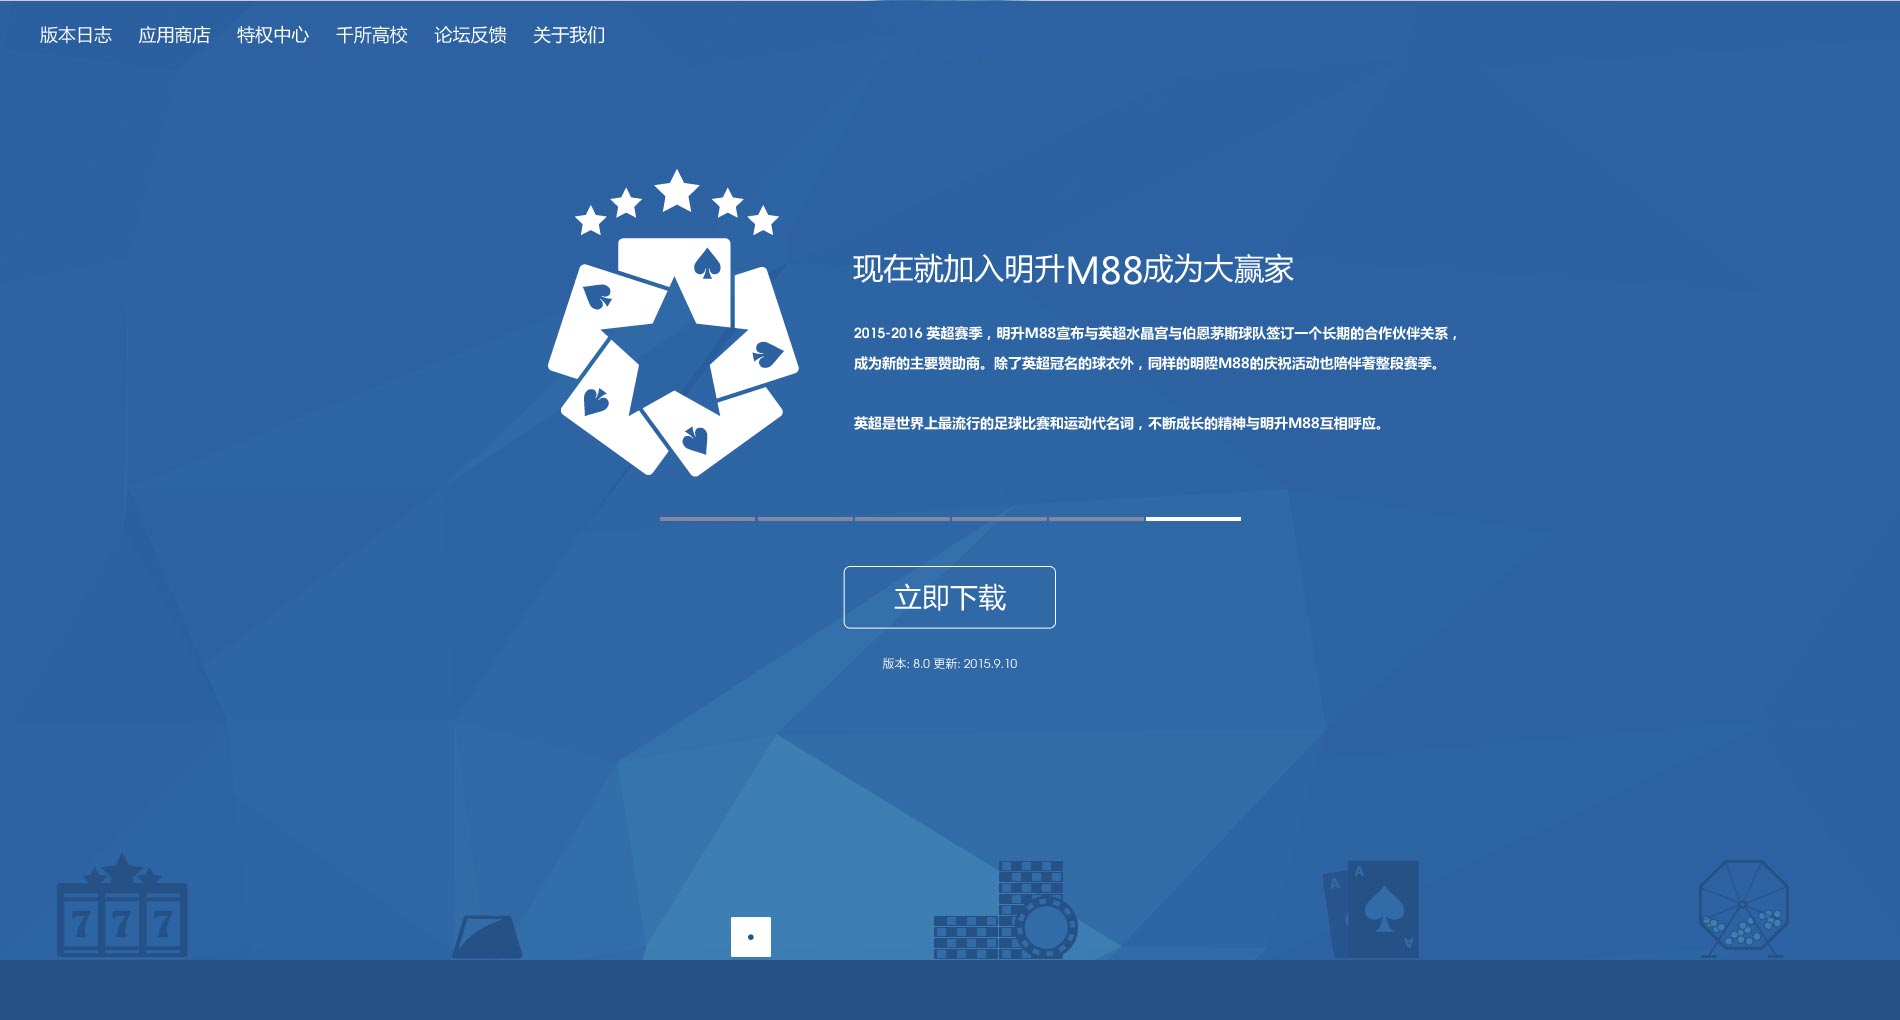 版本日志 应用商店 特权中心 千所高校 论坛反馈 关于我们
现在就加入明升M88成为大赢家
2015-2016 英超赛季，明升M88宣布与英超水晶宫与伯恩茅斯球队签订一个长期的合作伙伴关系，
成为新的主要赞助商。除了英超冠名的球衣外，同样的明陞M88的庆祝活动也陪伴著整段赛季。
英超是世界上最流行的足球比赛和运动代名词，不断成长的精神与明升M88互相呼应。
立即下载
版本: 8.0 更新: 2015.9.10
7 7 7
A A
A